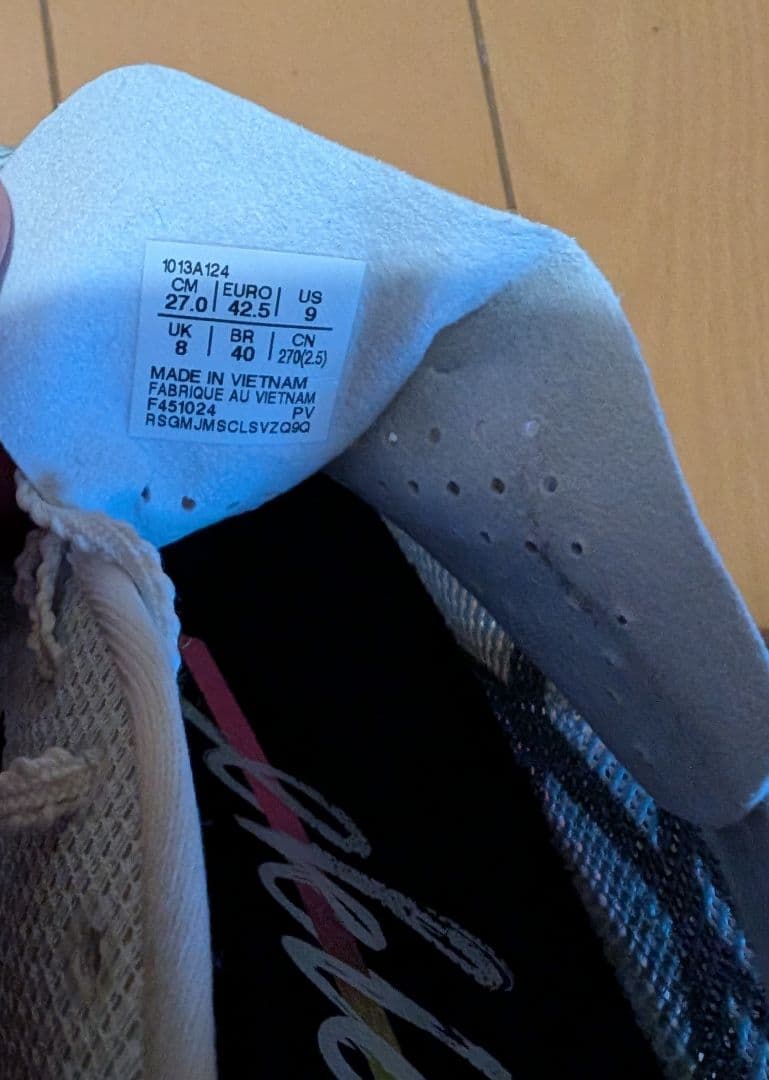 1013A124
CM 27.0 | EURO 42.5 | US 9
UK 8 | BR 40 | CN 270(2.5)
MADE IN VIETNAM
FABRIQUE AU VIETNAM
F451024 PV
RSGMJMSCLSVZQ9Q